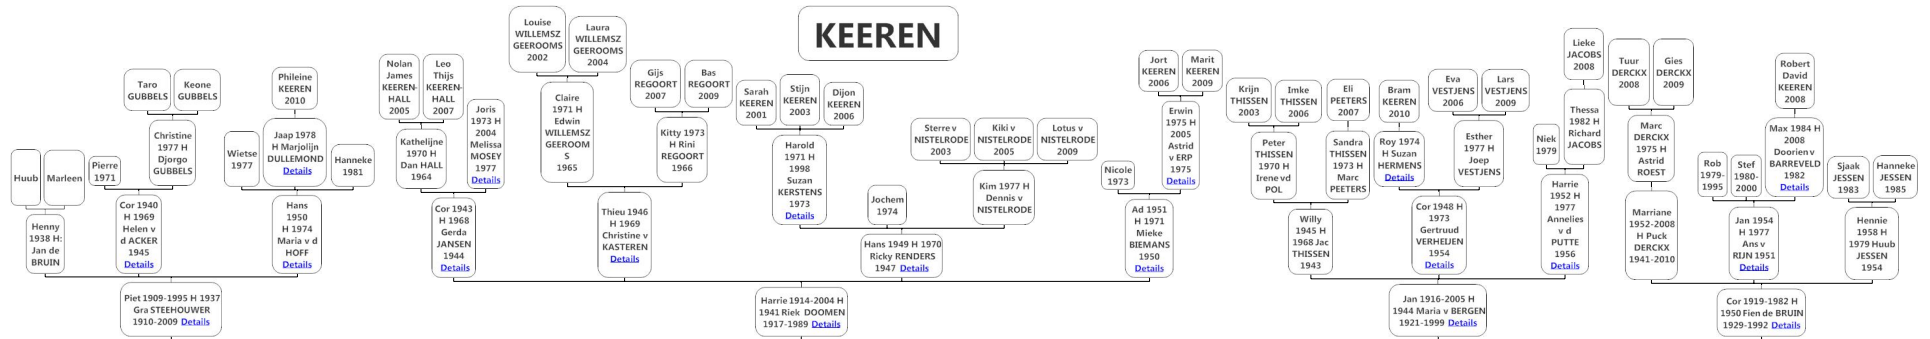 KEEREN
Louise
WILLEMSZ
GEEROOMS
2002
Laura
WILLEMSZ
GEEROOMS
2004
Lieke
JACOBS
2008
Tuur
DERCKX
2008
Gies
DERCKX
2009
Nolan
James
KEEREN-
HALL
2005
Leo
Thijs
KEEREN-
HALL
2007
Jort
KEEREN
2006
Marit
KEEREN
2009
Robert
David
KEEREN
2008
Taro
GUBBELS
Keone
GUBBELS
Phileine
KEEREN
2010
Gijs
REGOORT
2007
Bas
REGOORT
2009
Sarah
KEEREN
2001
Stijn
KEEREN
2003
Dijon
KEEREN
2006
Krijn
THISSEN
2003
Imke
THISSEN
2006
Eli
PEETERS
2007
Bram
KEEREN
2010
Eva
VESTJENS
2006
Lars
VESTJENS
2009
Huub
Marleen
Pierre
1971
Christine
1977 H
Djorgo
GUBBELS
Wietse
1977
Jaap 1978
H Marjolijn
DULLEMOND
Details
Hanneke
1981
Kathelijne
1970 H
Dan HALL
1964
Joris
1973 H
2004
Melissa
MOSEY
1977
Details
Claire
1971 H
Edwin
WILLEMSZ
GEEROOM
S
1965
Kitty 1973
H Rini
REGOORT
1966
Harold
1971 H
1998
Suzan
KERSTENS
1973
Details
Jochem
1974
Sterre v
NISTELRODE
2003
Kiki v
NISTELRODE
2005
Lotus v
NISTELRODE
2009
Kim 1977 H
Dennis v
NISTELRODE
Nicole
1973
Erwin
1975 H
2005
Astrid
v ERP
1975
Details
Peter
THISSEN
1970 H
Irene vd
POL
Sandra
THISSEN
1973 H
Marc
PEETERS
Roy 1974
H Suzan
HERMENS
Details
Esther
1977 H
Joep
VESTJENS
Niek
1979
Thessa
1982 H
Richard
JACOBS
Marc
DERCKX
1975 H
Astrid
ROEST
Rob
1979-
1995
Stef
1980-
2000
Max 1984 H
2008
Doorien v
BARREVELD
1982
Details
Sjaak
JESSEN
1983
Hanneke
JESSEN
1985
Henny
1938 H:
Jan de
BRUIN
Cor 1940
H 1969
Helen v
d ACKER
1945
Details
Hans
1950
H 1974
Maria v d
HOFF
Details
Cor 1943
H 1968
Gerda
JANSEN
1944
Details
Thieu 1946
H 1969
Christine v
KASTEREN
Details
Hans 1949 H 1970
Ricky RENDERS
1947 Details
Ad 1951
H 1971
Mieke
BIEMANS
1950
Details
Willy
1945 H
1968 Jac
THISSEN
1943
Cor 1948 H
1973
Gertruud
VERHEIJEN
1954
Details
Harrie
1952 H
1977
Annelies
v d
PUTTE
1956
Details
Marriane
1952-2008
H Puck
DERCKX
1941-2010
Jan 1954
H 1977
Ans v
RIJN 1951
Details
Hennie
1958 H
1979 Huub
JESSEN
1954
Piet 1909-1995 H 1937
Gra STEEHOUWER
1910-2009 Details
Harrie 1914-2004 H
1941 Riek DOOMEN
1917-1989 Details
Jan 1916-2005 H
1944 Maria v BERGEN
1921-1999 Details
Cor 1919-1982 H
1950 Fien de BRUIN
1929-1992 Details